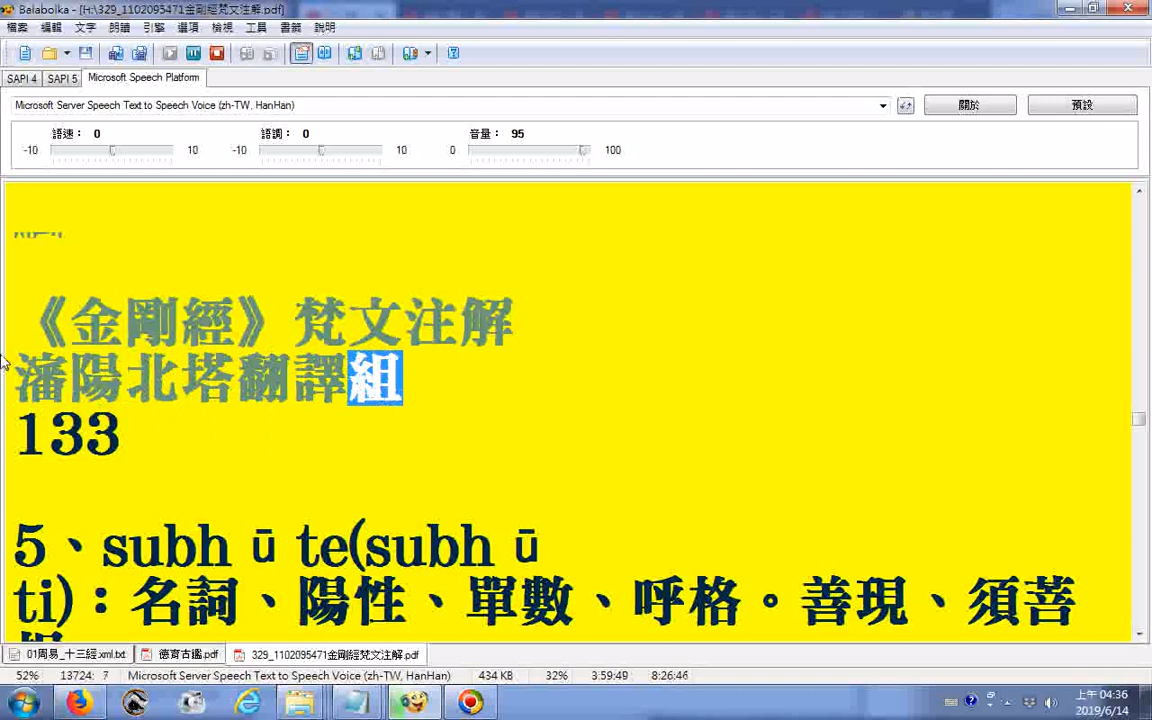 Balabolka - [H:\329_1102095471金剛經梵文注解.pdf]
檔案 編輯 文字 朗讀 引擎 選項 檢視 工具 書籤 說明
SAPI 4 SAPI 5 Microsoft Speech Platform
Microsoft Server Speech Text to Speech Voice (zh-TW, HanHan) 關於 預設
語速： 0 語調： 0 音量： 95
-10 10 -10 10 0 100
《金剛經》梵文注解
瀋陽北塔翻譯組
133
5、subh ū te(subh ū
ti)：名詞、陽性、單數、呼格。善現、須菩
01周易_十三經.xml.txt 德育古鑑.pdf 329_1102095471金剛經梵文注解.pdf
52% 13724: 7 Microsoft Server Speech Text to Speech Voice (zh-TW, HanHan) 434 KB 32% 3:59:49 8:26:46
上午 04:36
2019/6/14